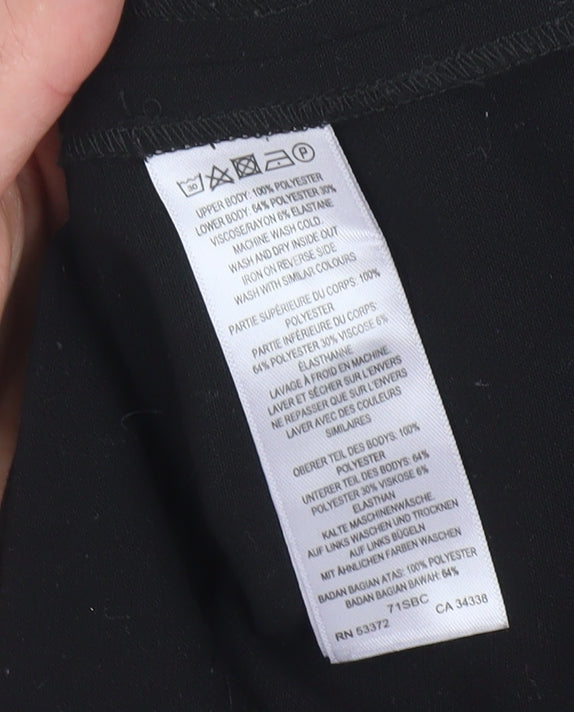 30 P
UPPER BODY: 100% POLYESTER
LOWER BODY: 64% POLYESTER 30%
VISCOSE/RAYON 6% ELASTANE
MACHINE WASH COLD.
WASH AND DRY INSIDE OUT
IRON ON REVERSE SIDE
WASH WITH SIMILAR COLOURS
PARTIE SUPÉRIEURE DU CORPS: 100%
POLYESTER
PARTIE INFÉRIEURE DU CORPS:
64% POLYESTER 30% VISCOSE 6%
ÉLASTHANNE
LAVAGE À FROID EN MACHINE.
LAVER ET SÉCHER SUR L'ENVERS
NE REPASSER QUE SUR L'ENVERS
LAVER AVEC DES COULEURS
SIMILAIRES
OBERER TEIL DES BODYS: 100%
POLYESTER
UNTERER TEIL DES BODYS: 64%
POLYESTER 30% VISKOSE 6%
ELASTHAN
KALTE MASCHINENWÄSCHE.
AUF LINKS WASCHEN UND TROCKNEN
AUF LINKS BÜGELN
MIT ÄHNLICHEN FARBEN WASCHEN
BADAN BAGIAN ATAS: 100% POLYESTER
BADAN BAGIAN BAWAH: 64%
71SBC
RN 53372 CA 34338